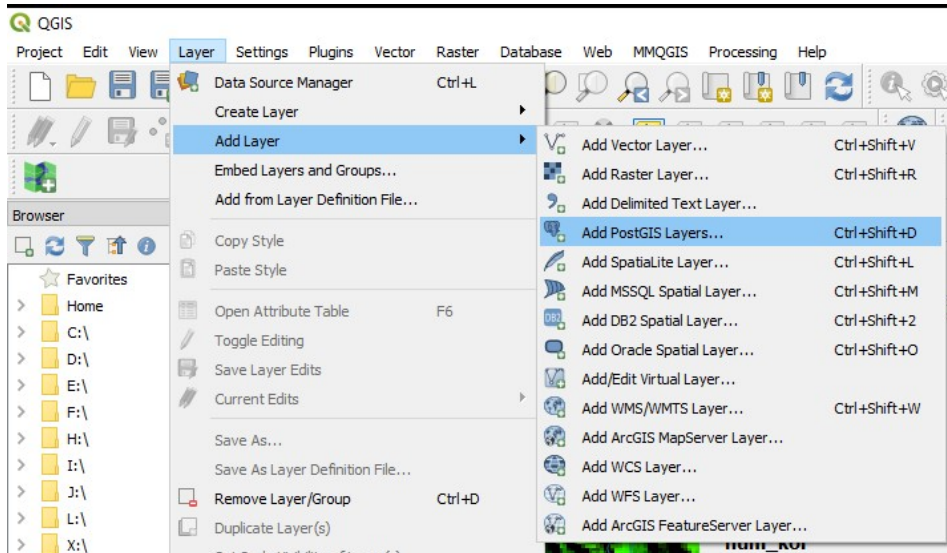 QGIS
Project Edit View Layer Settings Plugins Vector Raster Database Web MMQGIS Processing Help
Data Source Manager Ctrl+L
Create Layer
Add Layer
Embed Layers and Groups...
Add from Layer Definition File...
Copy Style
Paste Style
Open Attribute Table F6
Toggle Editing
Save Layer Edits
Current Edits
Save As...
Save As Layer Definition File...
Remove Layer/Group Ctrl+D
Duplicate Layer(s)
Add Vector Layer... Ctrl+Shift+V
Add Raster Layer... Ctrl+Shift+R
Add Delimited Text Layer...
Add PostGIS Layers... Ctrl+Shift+D
Add SpatiaLite Layer... Ctrl+Shift+L
Add MSSQL Spatial Layer... Ctrl+Shift+M
DB2 Add DB2 Spatial Layer... Ctrl+Shift+2
Add Oracle Spatial Layer... Ctrl+Shift+O
Add/Edit Virtual Layer...
Add WMS/WMTS Layer... Ctrl+Shift+W
Add ArcGIS MapServer Layer...
Add WCS Layer...
Add WFS Layer...
Add ArcGIS FeatureServer Layer...
Browser
Favorites
Home
C:\
D:\
E:\
F:\
H:\
I:\
J:\
L:\
X:\